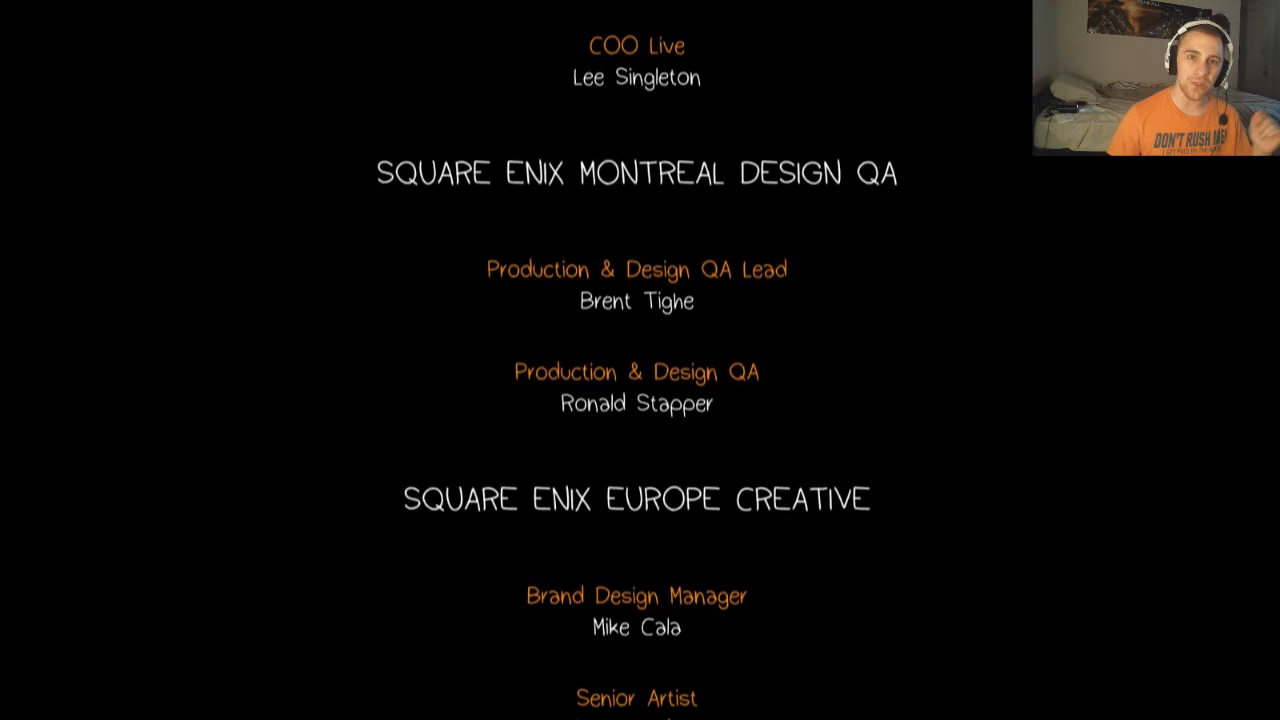 COO Live
Lee Singleton
SQUARE ENIX MONTREAL DESIGN QA
Production & Design QA Lead
Brent Tighe
Production & Design QA
Ronald Stapper
SQUARE ENIX EUROPE CREATIVE
Brand Design Manager
Mike Cala
Senior Artist
DON'T RUSH ME!